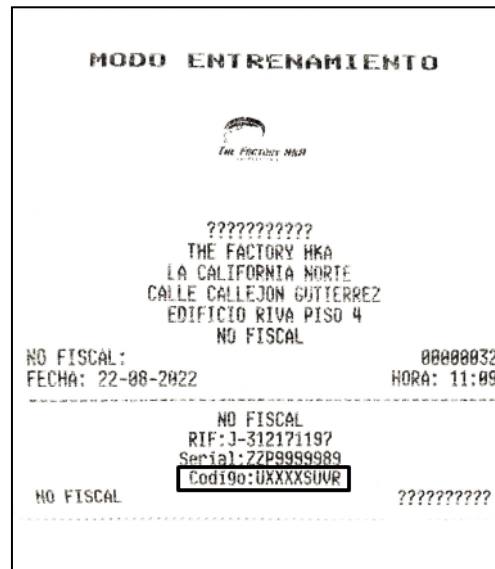 MODO ENTRENAMIENTO
THE FACTORY HKA
???????????
THE FACTORY HKA
LA CALIFORNIA NORTE
CALLE CALLEJON GUTIERREZ
EDIFICIO RIVA PISO 4
NO FISCAL
NO FISCAL: 00000032
FECHA: 22-08-2022 HORA: 11:09
NO FISCAL
RIF:J-312171197
Serial:ZZP9999989
Codigo:UXXXXSUVR
NO FISCAL ??????????